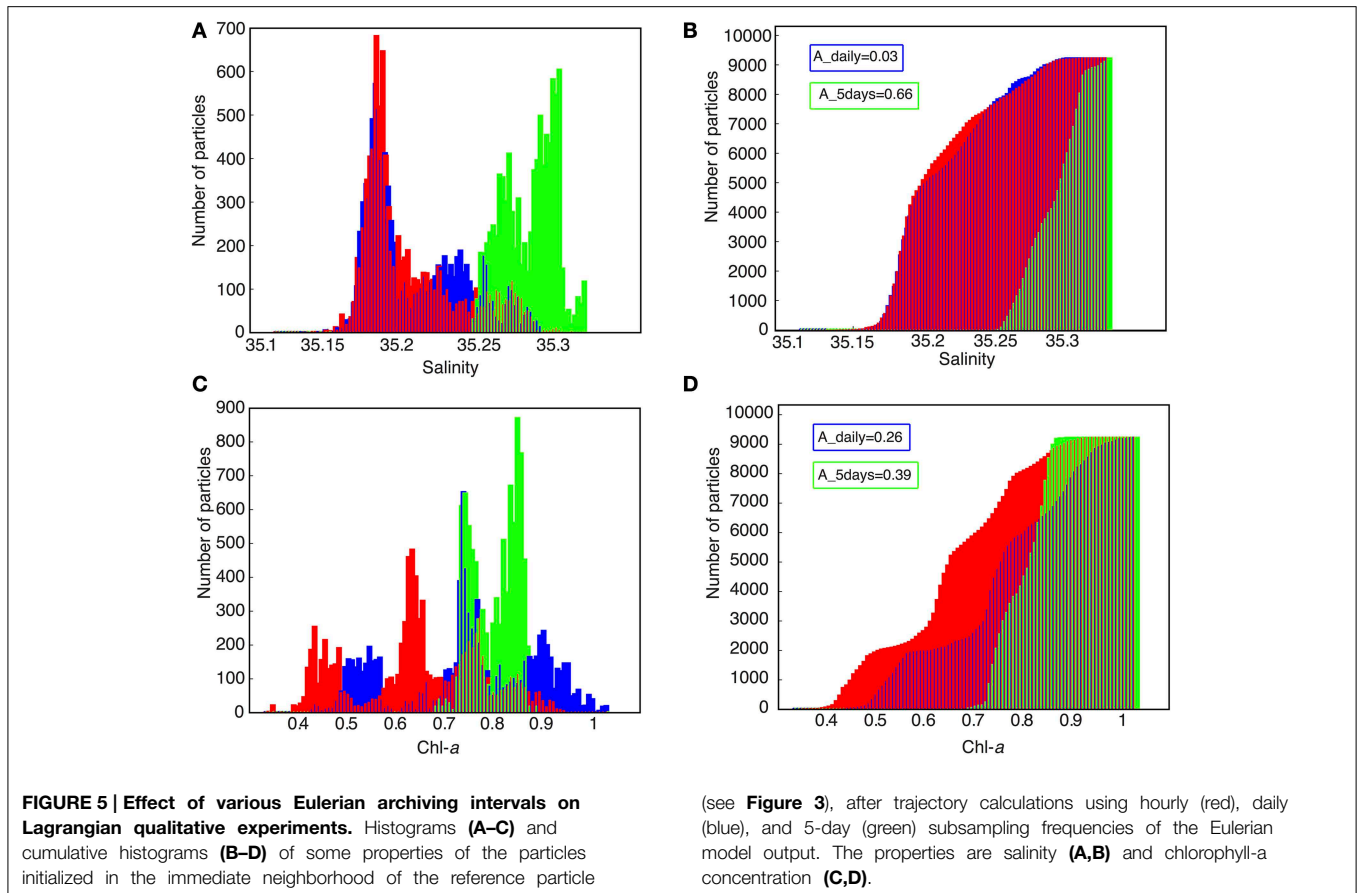 A
Number of particles
700
600
500
400
300
200
100
0
35.1 35.15 35.2 35.25 35.3
Salinity
B
Number of particles
10000
9000
8000
7000
6000
5000
4000
3000
2000
1000
0
A_daily=0.03
A_5days=0.66
35.1 35.15 35.2 35.25 35.3
Salinity
C
Number of particles
900
800
700
600
500
400
300
200
100
0
0.4 0.5 0.6 0.7 0.8 0.9 1
Chl-a
D
Number of particles
10000
9000
8000
7000
6000
5000
4000
3000
2000
1000
0
A_daily=0.26
A_5days=0.39
0.4 0.5 0.6 0.7 0.8 0.9 1
Chl-a
FIGURE 5 | Effect of various Eulerian archiving intervals on
Lagrangian qualitative experiments. Histograms (A–C) and
cumulative histograms (B–D) of some properties of the particles
initialized in the immediate neighborhood of the reference particle
(see Figure 3), after trajectory calculations using hourly (red), daily
(blue), and 5-day (green) subsampling frequencies of the Eulerian
model output. The properties are salinity (A,B) and chlorophyll-a
concentration (C,D).